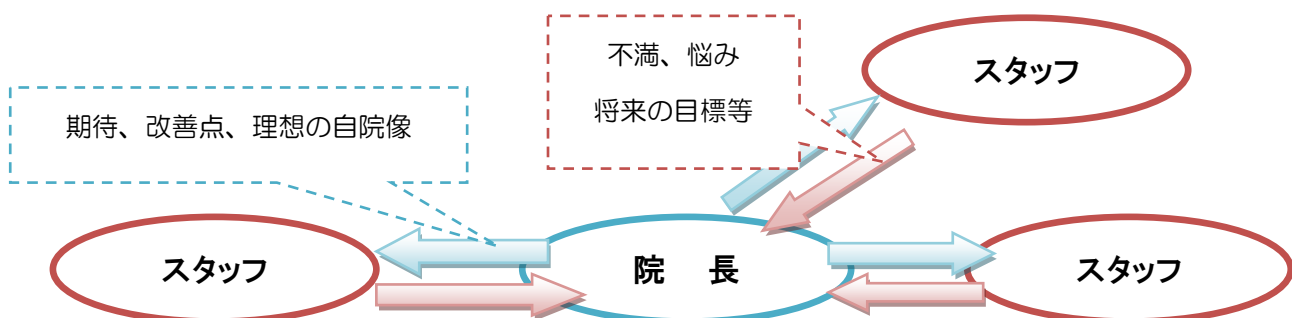 不満、悩み
将来の目標等
スタッフ
期待、改善点、理想の自院像
スタッフ
院　長
スタッフ